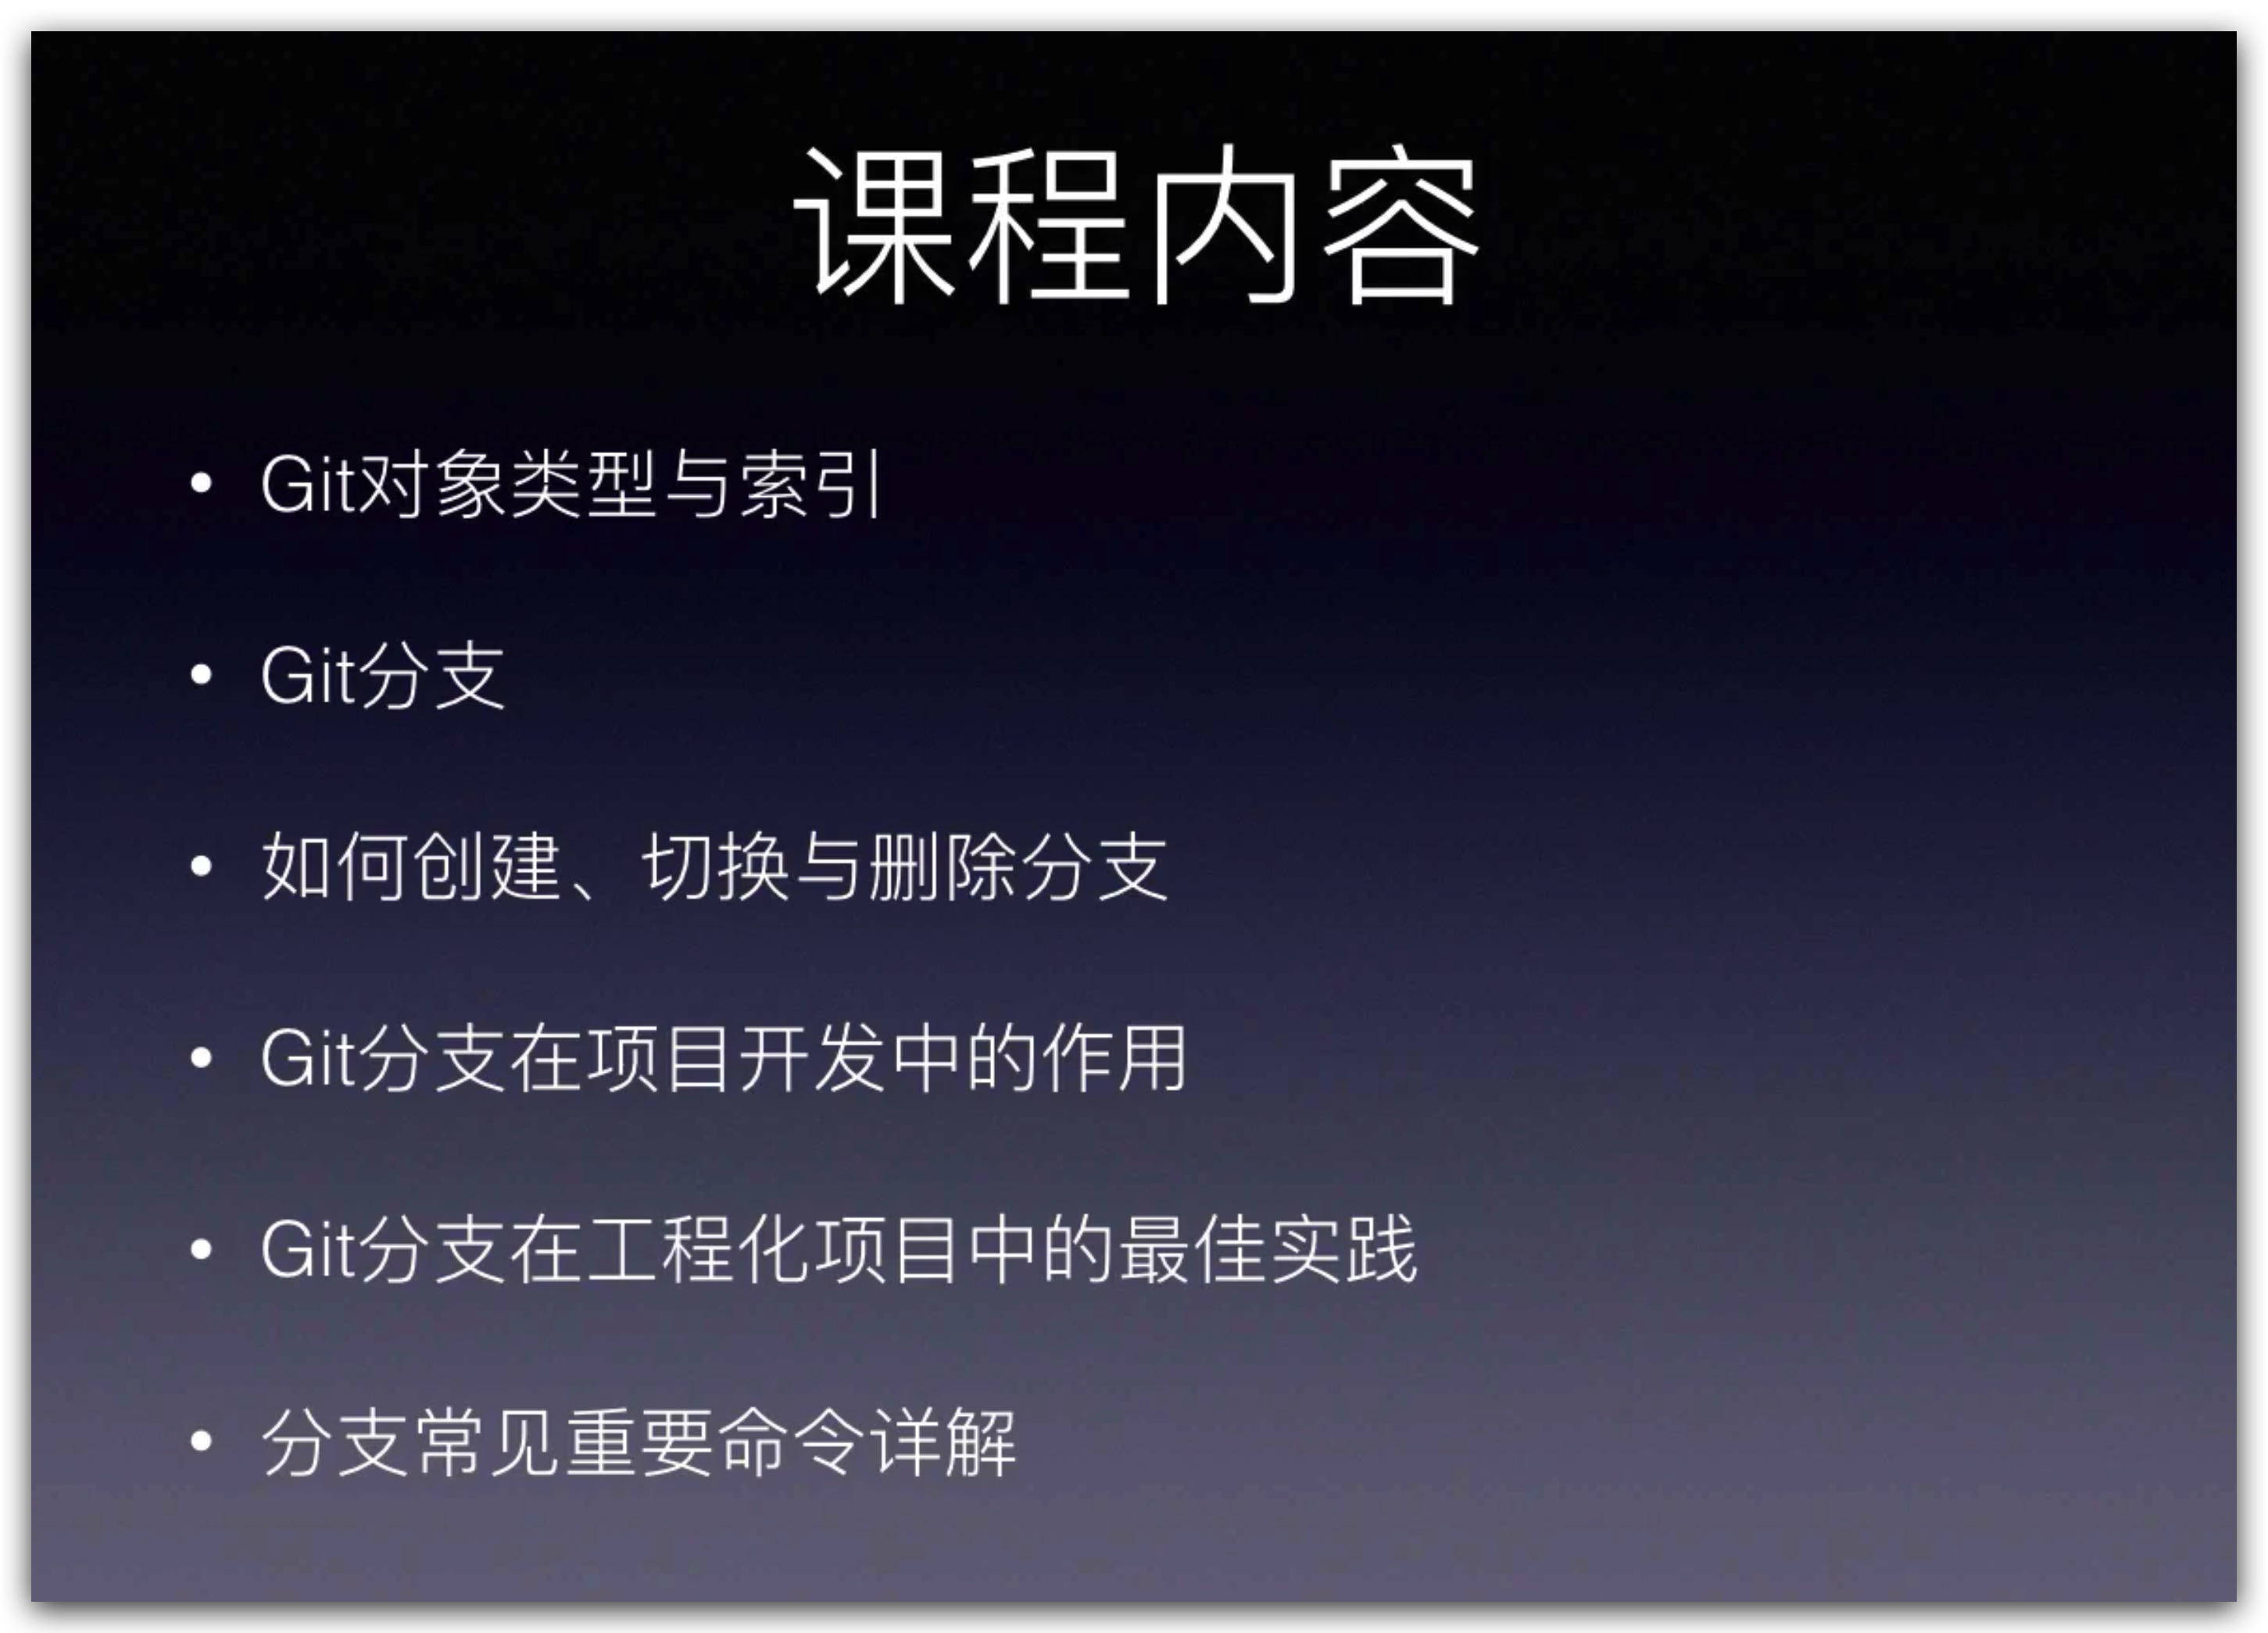 课程内容
• Git对象类型与索引
• Git分支
• 如何创建、切换与删除分支
• Git分支在项目开发中的作用
• Git分支在工程化项目中的最佳实践
• 分支常见重要命令详解